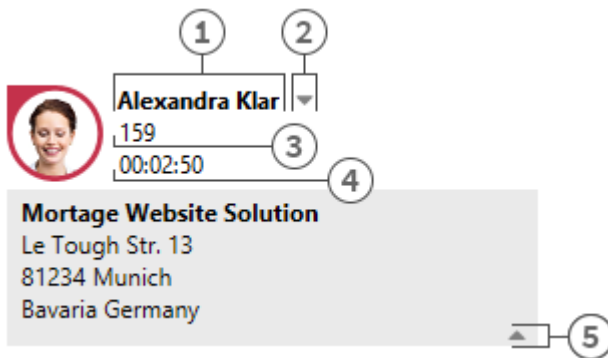 1 2
Alexandra Klar
159
3
00:02:50
4
Mortage Website Solution
Le Tough Str. 13
81234 Munich
Bavaria Germany
5